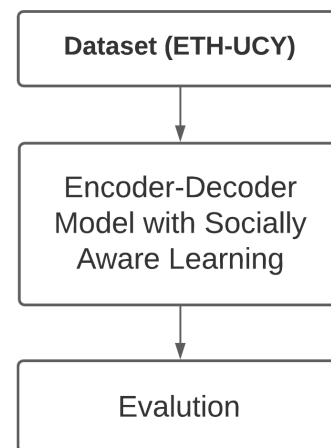 Dataset (ETH-UCY)
Encoder-Decoder
Model with Socially
Aware Learning
Evalution